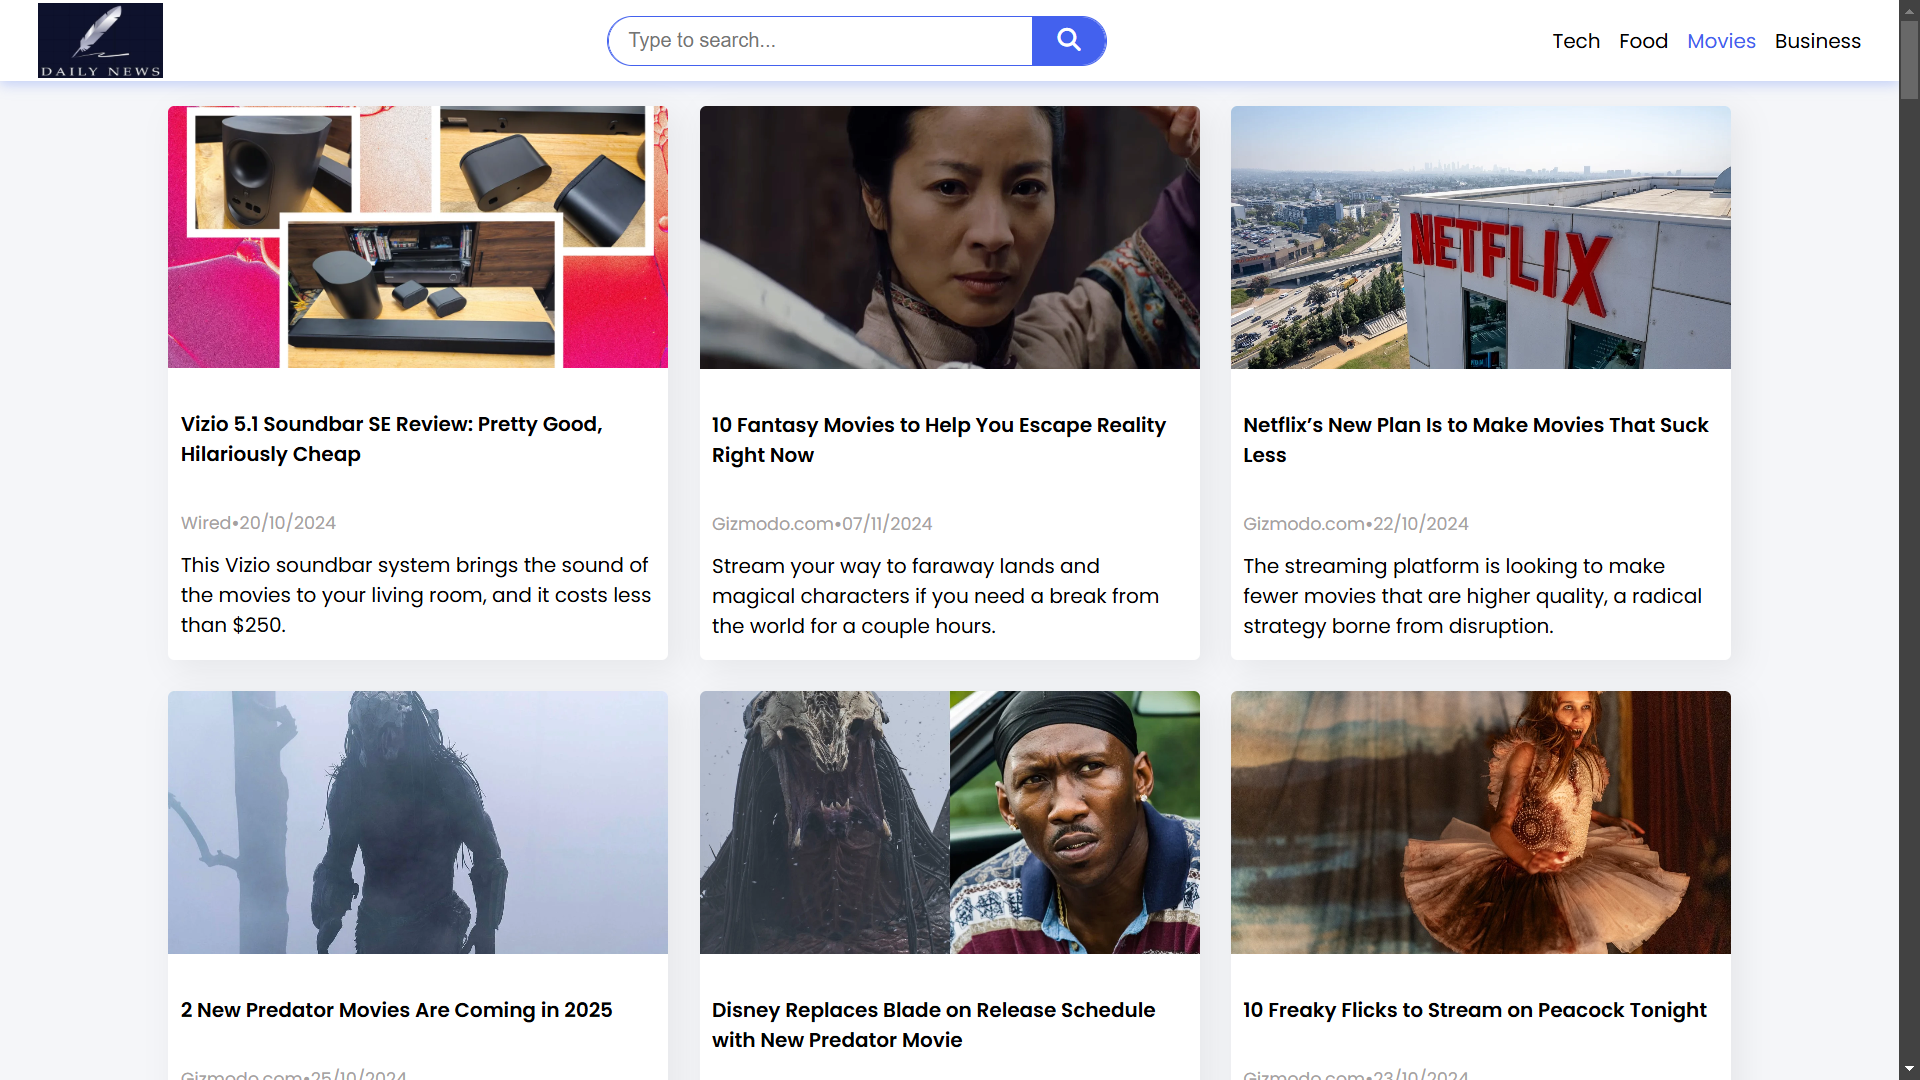 DAILY NEWS
Type to search...
Tech
Food
Movies
Business
NETFLIX
Vizio 5.1 Soundbar SE Review: Pretty Good,
Hilariously Cheap
Wired•20/10/2024
This Vizio soundbar system brings the sound of
the movies to your living room, and it costs less
than $250.
10 Fantasy Movies to Help You Escape Reality
Right Now
Gizmodo.com•07/11/2024
Stream your way to faraway lands and
magical characters if you need a break from
the world for a couple hours.
Netflix’s New Plan Is to Make Movies That Suck
Less
Gizmodo.com•22/10/2024
The streaming platform is looking to make
fewer movies that are higher quality, a radical
strategy borne from disruption.
2 New Predator Movies Are Coming in 2025
Gizmodo.com•25/10/2024
Disney Replaces Blade on Release Schedule
with New Predator Movie
10 Freaky Flicks to Stream on Peacock Tonight
Gizmodo.com•23/10/2024